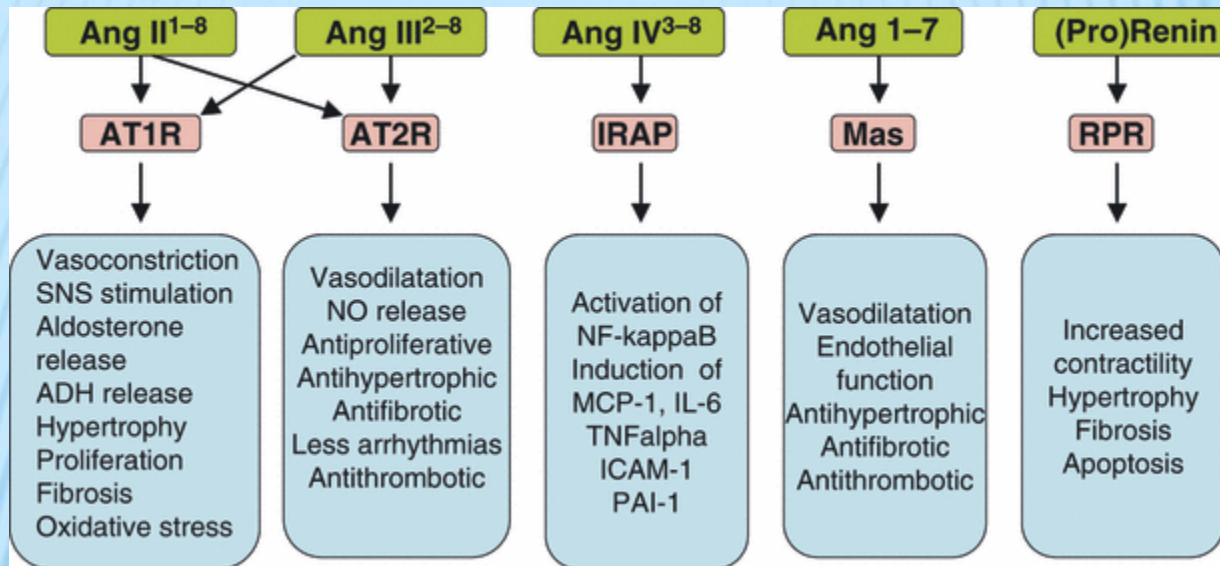 Ang II1–8
Ang III2–8
Ang IV3–8
Ang 1–7
(Pro)Renin
AT1R
AT2R
IRAP
Mas
RPR
Vasoconstriction
SNS stimulation
Aldosterone
release
ADH release
Hypertrophy
Proliferation
Fibrosis
Oxidative stress
Vasodilatation
NO release
Antiproliferative
Antihypertrophic
Antifibrotic
Less arrhythmias
Antithrombotic
Activation of
NF-kappaB
Induction of
MCP-1, IL-6
TNFalpha
ICAM-1
PAI-1
Vasodilatation
Endothelial
function
Antihypertrophic
Antifibrotic
Antithrombotic
Increased
contractility
Hypertrophy
Fibrosis
Apoptosis